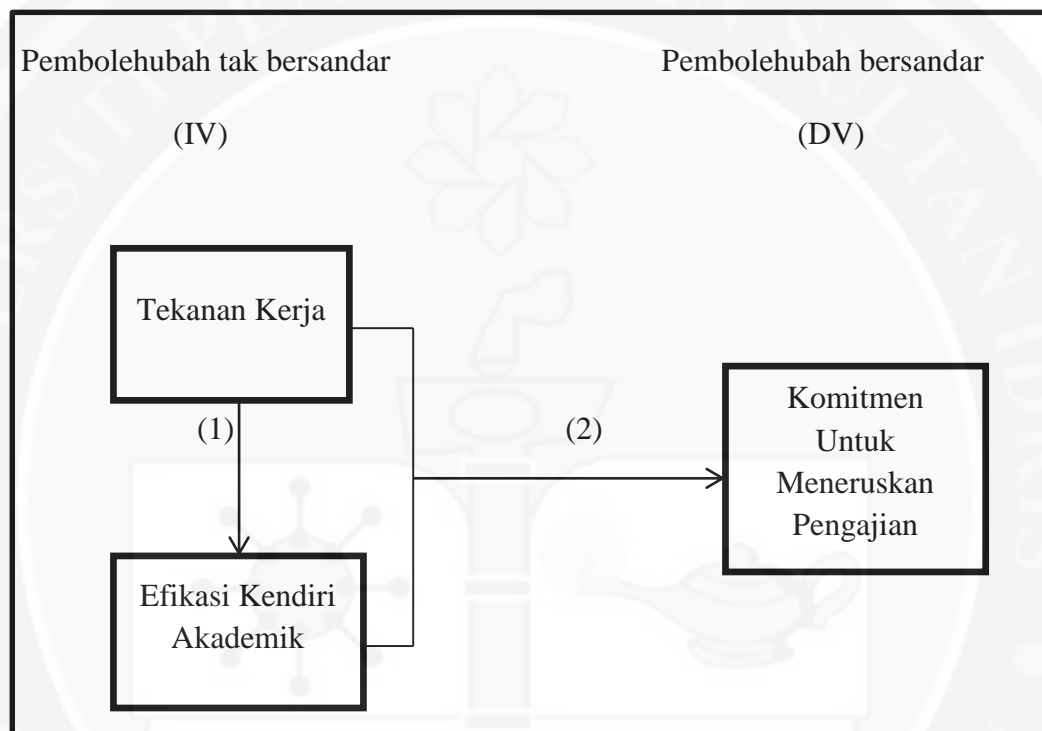 Pembolehubah tak bersandar
(IV)
Pembolehubah bersandar
(DV)
Tekanan Kerja
(1)
(2)
Komitmen
Untuk
Meneruskan
Pengajian
Efikasi Kendiri
Akademik